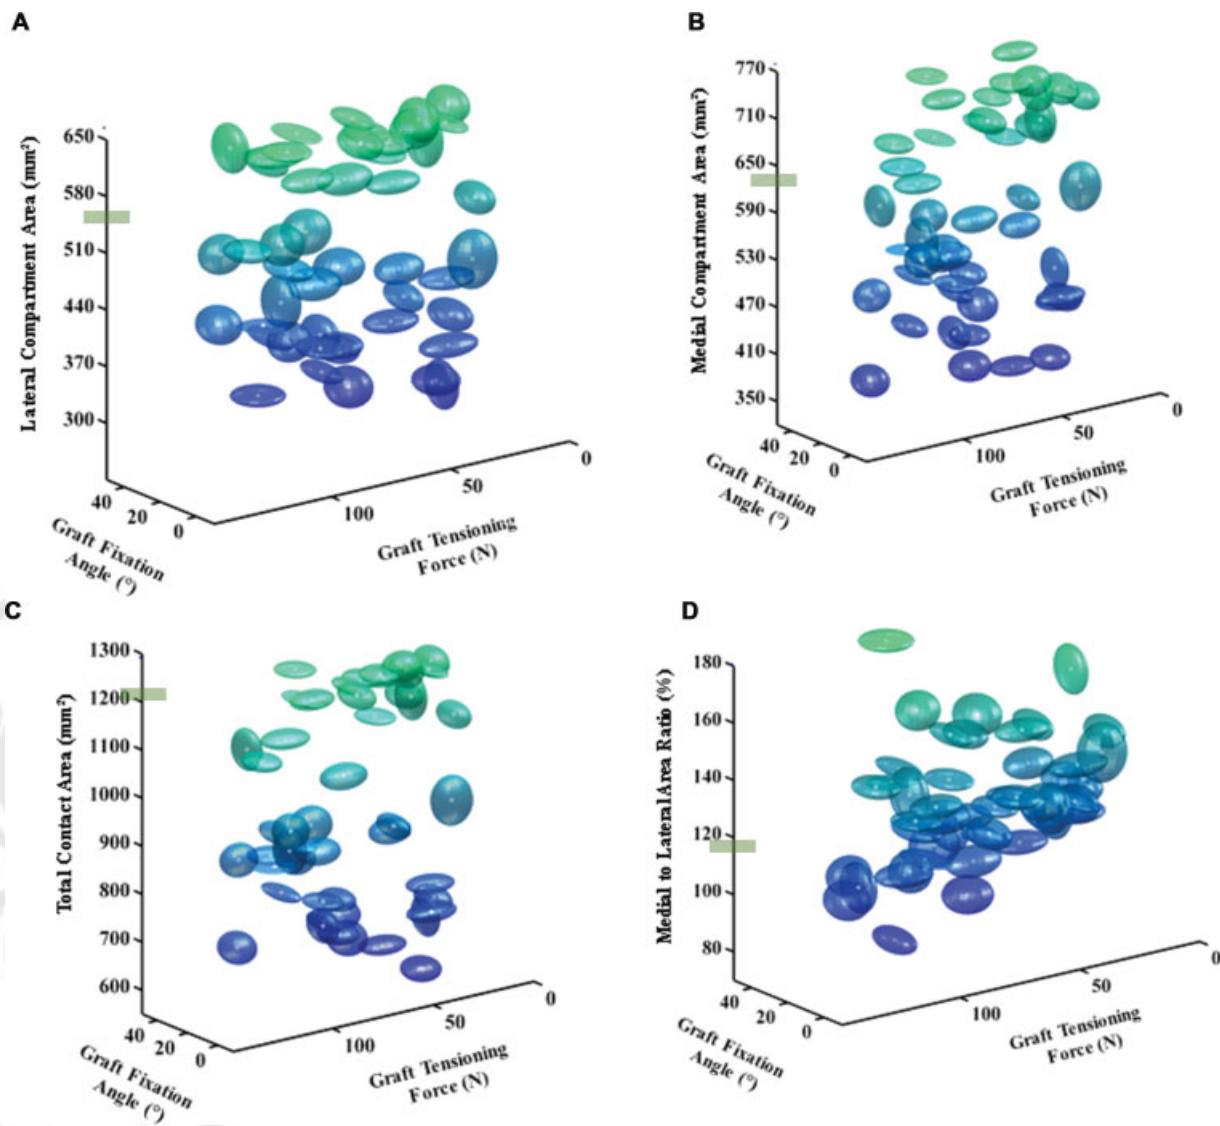 A
Lateral Compartment Area (mm²)
650
580
510
440
370
300
40
20
0
Graft Fixation
Angle (°)
100
50
0
Graft Tensioning
Force (N)
B
Medial Compartment Area (mm²)
770
710
650
590
530
470
410
350
40
20
0
Graft Fixation
Angle (°)
100
50
0
Graft Tensioning
Force (N)
C
Total Contact Area (mm²)
1300
1200
1100
1000
900
800
700
600
40
20
0
Graft Fixation
Angle (°)
100
50
0
Graft Tensioning
Force (N)
D
Medial to Lateral Area Ratio (%)
180
160
140
120
100
80
40
20
0
Graft Fixation
Angle (°)
100
50
0
Graft Tensioning
Force (N)